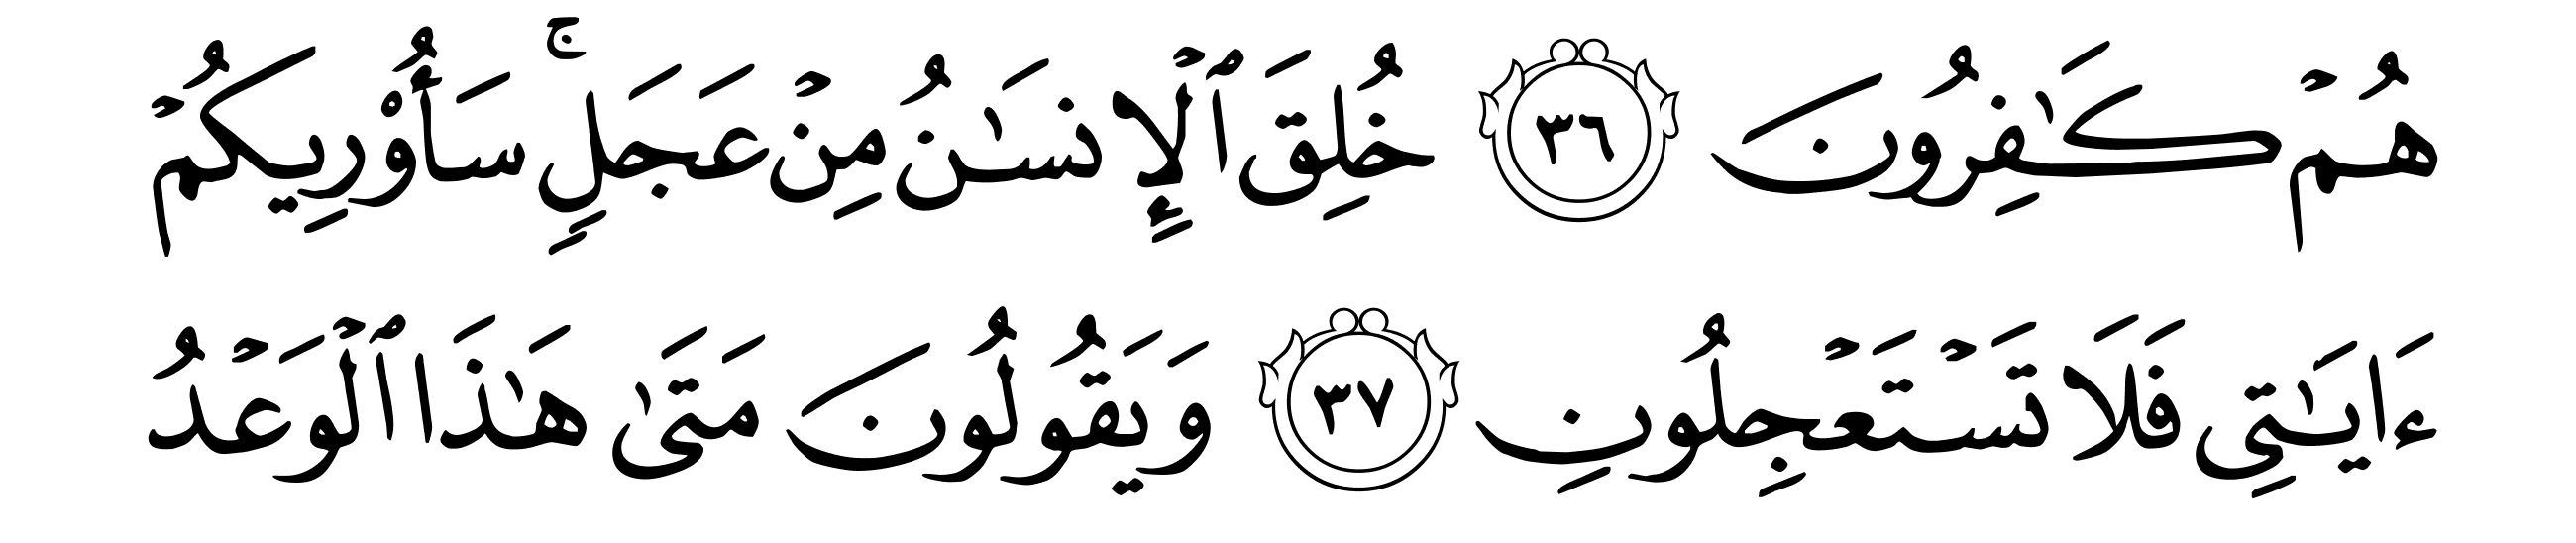 هُمْ كَـٰفِرُونَ ٣٦ خُلِقَ ٱلْإِنسَـٰنُ مِنْ عَجَلٍۚ سَأُو۟رِيكُمْ
ءَايَـٰتِى فَلَا تَسْتَعْجِلُونِ ٣٧ وَيَقُولُونَ مَتَىٰ هَـٰذَا ٱلْوَعْدُ